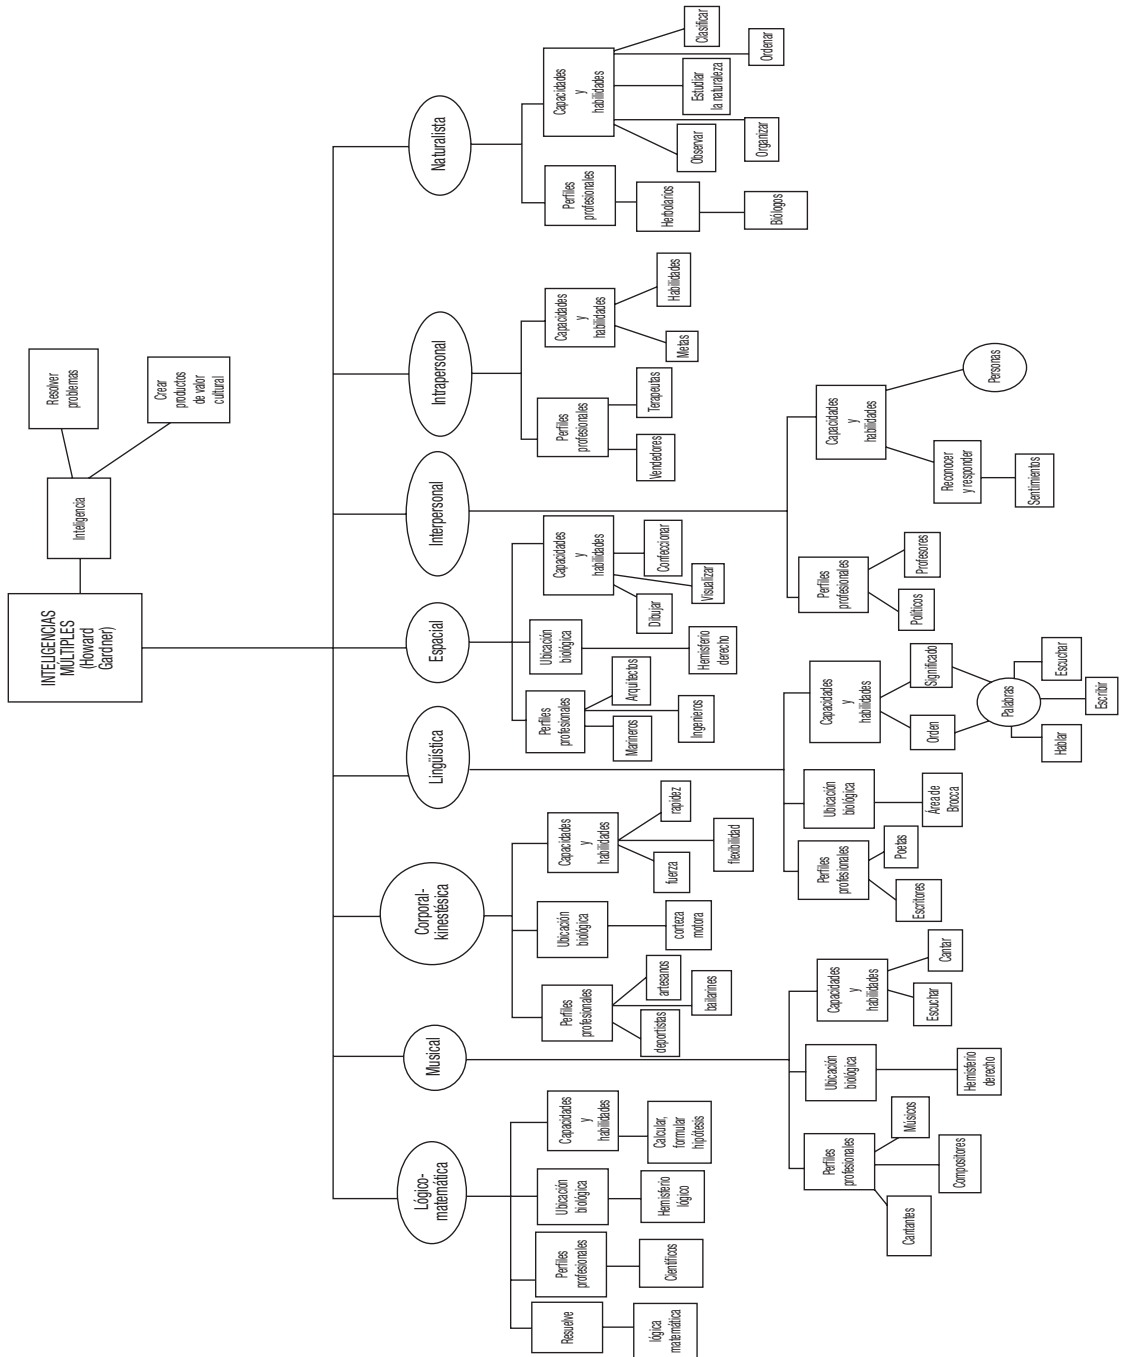 INTELIGENCIAS
MÚLTIPLES
(Howard
Gardner)
Inteligencia
Resolver
problemas
Crear
productos
de valor
cultural
Lógico-
matemática
Resuelve
lógica
matemática
Perfiles
profesionales
Científicos
Ubicación
biológica
Hemisferio
lógico
Capacidades
y
habilidades
Calcular,
formular
hipótesis
Musical
Perfiles
profesionales
Cantantes
Compositores
Músicos
Ubicación
biológica
Hemisferio
derecho
Capacidades
y
habilidades
Escuchar
Cantar
Corporal-
kinestésica
Perfiles
profesionales
deportistas
bailarines
artesanos
Ubicación
biológica
corteza
motora
Capacidades
y
habilidades
fuerza
flexibilidad
rapidez
Lingüística
Perfiles
profesionales
Escritores
Poetas
Ubicación
biológica
Área de
Brocca
Capacidades
y
habilidades
Orden
Significado
Palabras
Hablar
Escribir
Escuchar
Espacial
Perfiles
profesionales
Marineros
Ingenieros
Arquitectos
Ubicación
biológica
Hemisferio
derecho
Capacidades
y
habilidades
Dibujar
Visualizar
Confeccionar
Interpersonal
Perfiles
profesionales
Políticos
Profesores
Capacidades
y
habilidades
Reconocer
y responder
Sentimientos
Personas
Intrapersonal
Perfiles
profesionales
Vendedores
Terapeutas
Capacidades
y
habilidades
Metas
Habilidades
Naturalista
Perfiles
profesionales
Herbolarios
Biólogos
Capacidades
y
habilidades
Observar
Organizar
Estudiar
la naturaleza
Ordenar
Clasificar